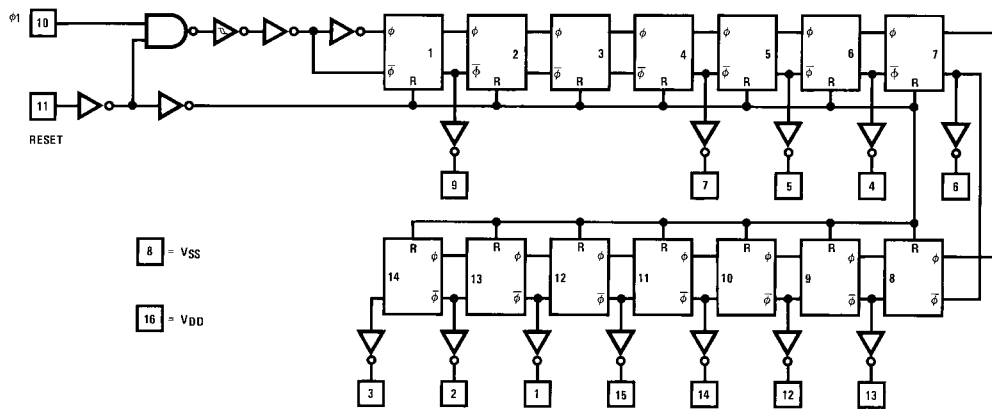 φ1 10
φ φ φ φ φ φ φ
1 2 3 4 5 6 7
φ̅ φ̅ φ̅ φ̅ φ̅ φ̅ φ̅
R R R R R R R
11
RESET
9 7 5 4 6
R R R R R R R
φ φ φ φ φ φ φ
14 13 12 11 10 9 8
φ̅ φ̅ φ̅ φ̅ φ̅ φ̅ φ̅
8 = VSS
16 = VDD
3 2 1 15 14 12 13